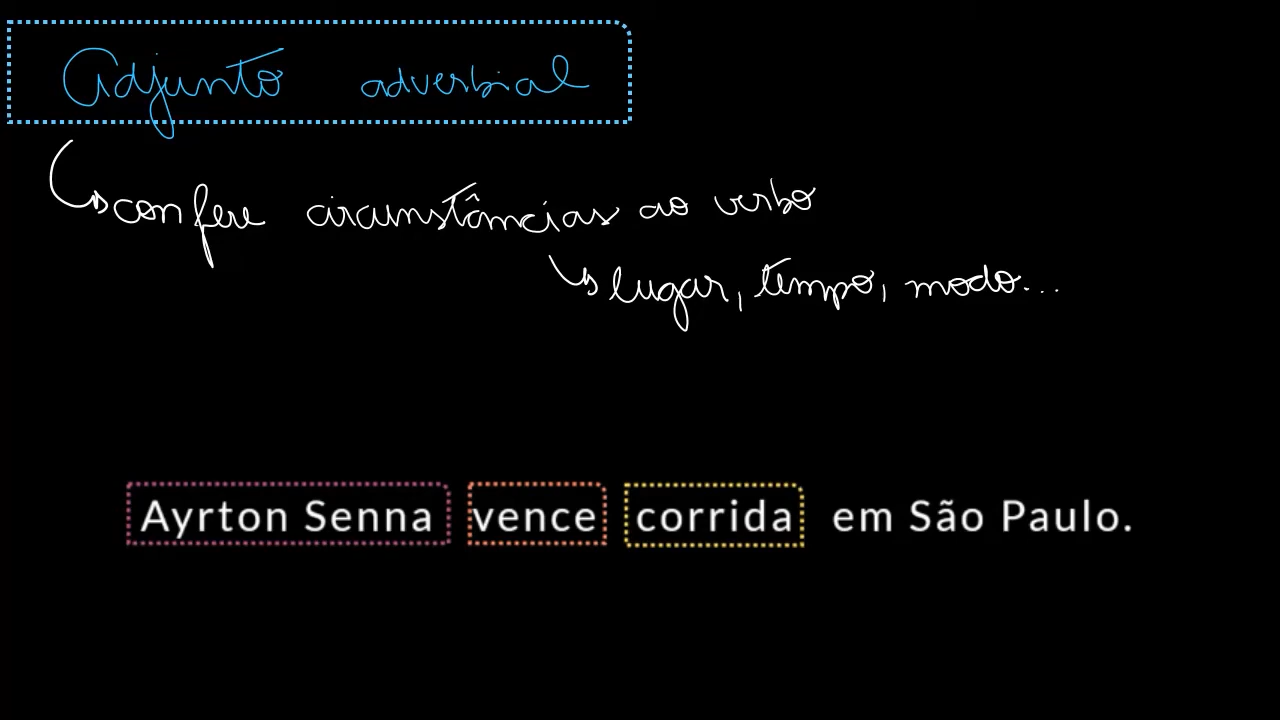 Adjunto adverbial
confere circunstâncias ao verbo
lugar, tempo, modo...
Ayrton Senna vence corrida em São Paulo.